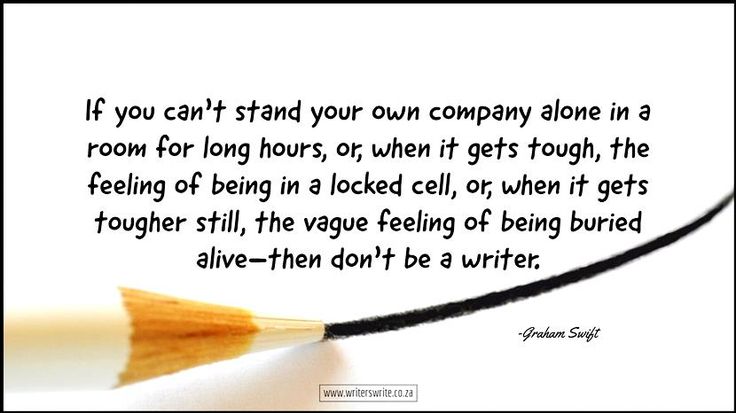 If you can't stand your own company alone in a
room for long hours, or, when it gets tough, the
feeling of being in a locked cell, or, when it gets
tougher still, the vague feeling of being buried
alive—then don't be a writer.
-Graham Swift
www.writerswrite.co.za